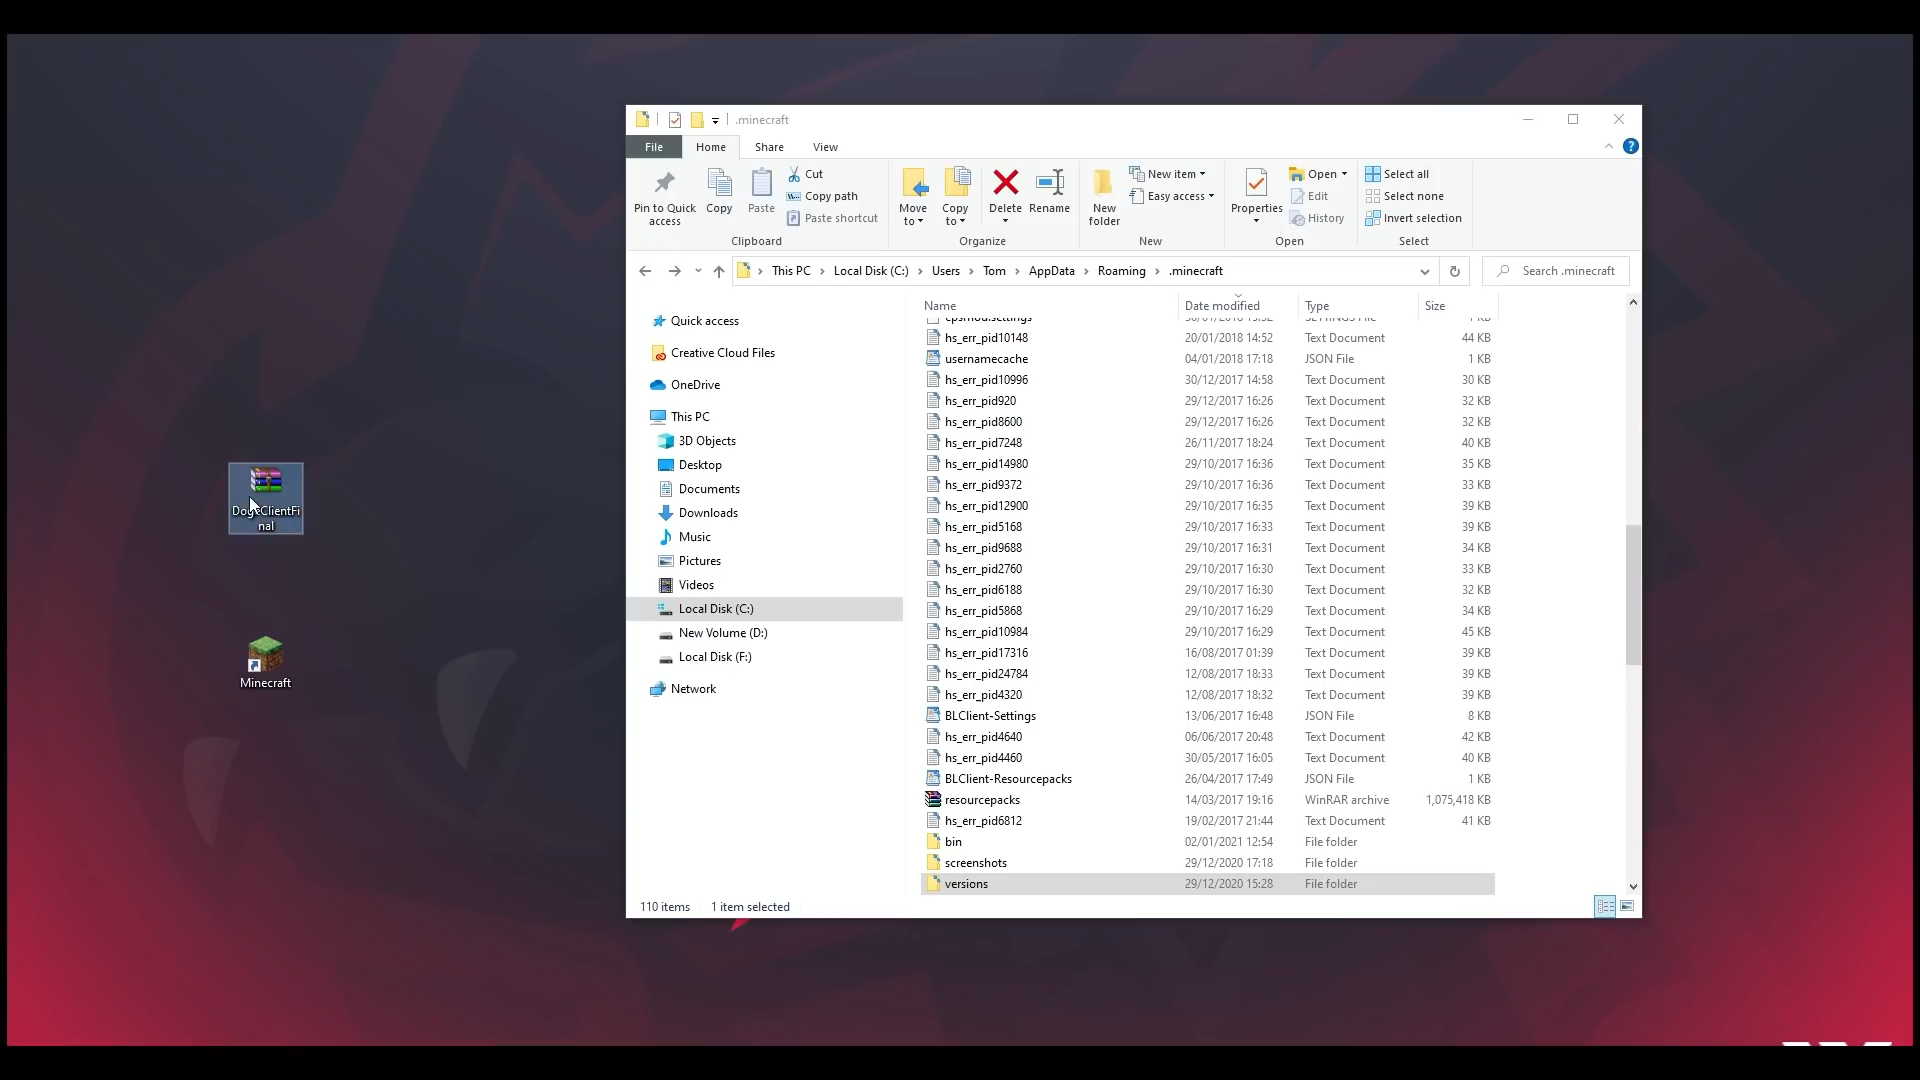 .minecraft
File Home Share View
Pin to Quick access
Copy
Paste
Cut
Copy path
Paste shortcut
Clipboard
Move to
Copy to
Delete
Rename
Organize
New folder
New item
Easy access
New
Properties
Open
Edit
History
Open
Select all
Select none
Invert selection
Select
This PC > Local Disk (C:) > Users > Tom > AppData > Roaming > .minecraft
Search .minecraft
Quick access
Creative Cloud Files
OneDrive
This PC
3D Objects
Desktop
Documents
Downloads
Music
Pictures
Videos
Local Disk (C:)
New Volume (D:)
Local Disk (F:)
Network
Name Date modified Type Size
hs_err_pid10148 20/01/2018 14:52 Text Document 44 KB
usernamecache 04/01/2018 17:18 JSON File 1 KB
hs_err_pid10996 30/12/2017 14:58 Text Document 30 KB
hs_err_pid920 29/12/2017 16:26 Text Document 32 KB
hs_err_pid8600 29/12/2017 16:26 Text Document 32 KB
hs_err_pid7248 26/11/2017 18:24 Text Document 40 KB
hs_err_pid14980 29/10/2017 16:36 Text Document 35 KB
hs_err_pid9372 29/10/2017 16:36 Text Document 33 KB
hs_err_pid12900 29/10/2017 16:35 Text Document 39 KB
hs_err_pid5168 29/10/2017 16:33 Text Document 39 KB
hs_err_pid9688 29/10/2017 16:31 Text Document 34 KB
hs_err_pid2760 29/10/2017 16:30 Text Document 33 KB
hs_err_pid6188 29/10/2017 16:30 Text Document 32 KB
hs_err_pid5868 29/10/2017 16:29 Text Document 34 KB
hs_err_pid10984 29/10/2017 16:29 Text Document 45 KB
hs_err_pid17316 16/08/2017 01:39 Text Document 39 KB
hs_err_pid24784 12/08/2017 18:33 Text Document 39 KB
hs_err_pid4320 12/08/2017 18:32 Text Document 39 KB
BLClient-Settings 13/06/2017 16:48 JSON File 8 KB
hs_err_pid4640 06/06/2017 20:48 Text Document 42 KB
hs_err_pid4460 30/05/2017 16:05 Text Document 40 KB
BLClient-Resourcepacks 26/04/2017 17:49 JSON File 1 KB
resourcepacks 14/03/2017 19:16 WinRAR archive 1,075,418 KB
hs_err_pid6812 19/02/2017 21:44 Text Document 41 KB
bin 02/01/2021 12:54 File folder
screenshots 29/12/2020 17:18 File folder
versions 29/12/2020 15:28 File folder
110 items 1 item selected
nal
Minecraft